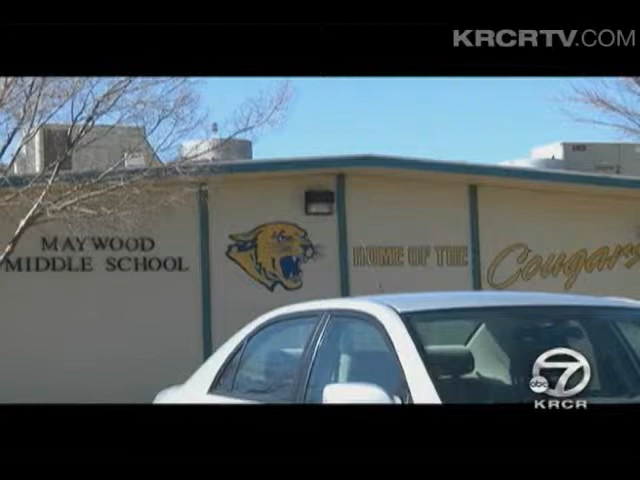 KRCRTV.COM
MAYWOOD
MIDDLE SCHOOL
HOME OF THE
Cougars
abc 7
KRCR